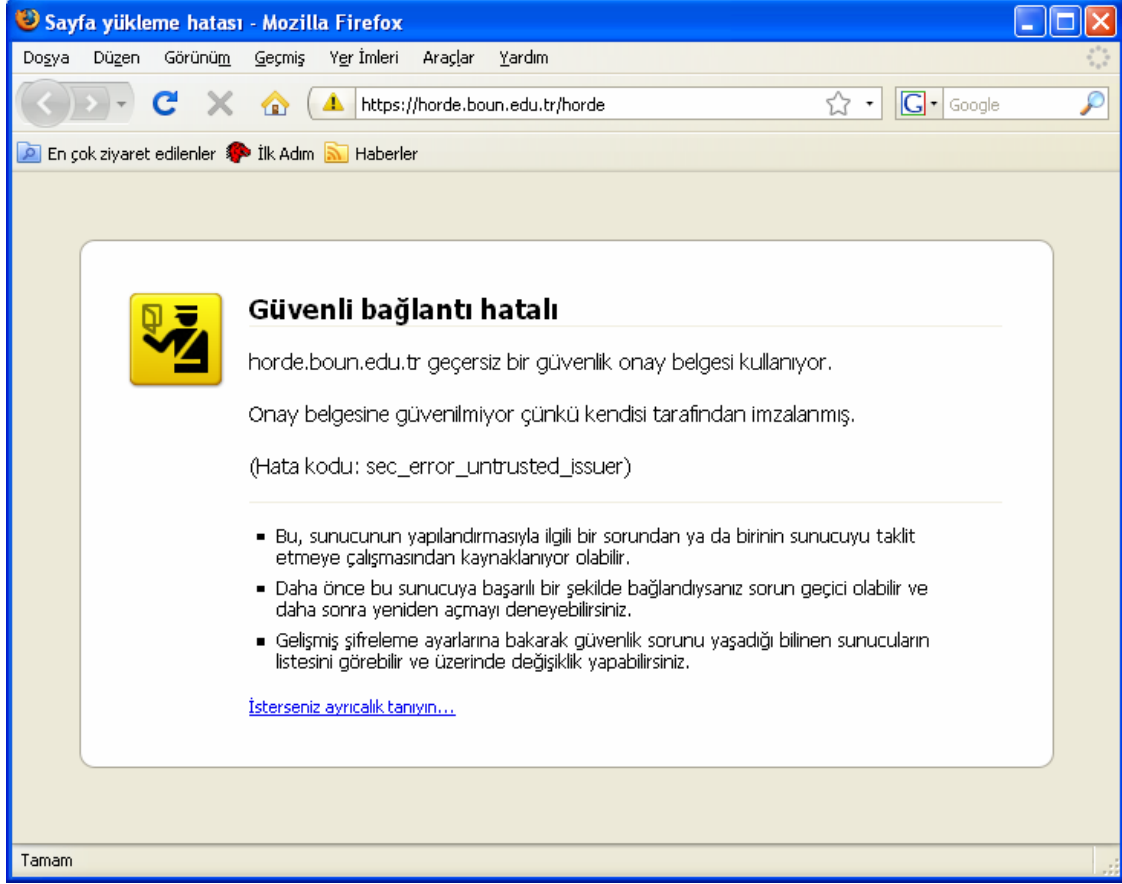 Sayfa yükleme hatası - Mozilla Firefox
Dosya Düzen Görünüm Geçmiş Yer İmleri Araçlar Yardım
https://horde.boun.edu.tr/horde G Google
En çok ziyaret edilenler İlk Adım Haberler
Güvenli bağlantı hatalı
horde.boun.edu.tr geçersiz bir güvenlik onay belgesi kullanıyor.
Onay belgesine güvenilmiyor çünkü kendisi tarafından imzalanmış.
(Hata kodu: sec_error_untrusted_issuer)
Bu, sunucunun yapılandırmasıyla ilgili bir sorundan ya da birinin sunucuyu taklit
etmeye çalışmasından kaynaklanıyor olabilir.
Daha önce bu sunucuya başarılı bir şekilde bağlandıysanız sorun geçici olabilir ve
daha sonra yeniden açmayı deneyebilirsiniz.
Gelişmiş şifreleme ayarlarına bakarak güvenlik sorunu yaşadığı bilinen sunucuların
listesini görebilir ve üzerinde değişiklik yapabilirsiniz.
İsterseniz ayrıcalık tanıyın...
Tamam